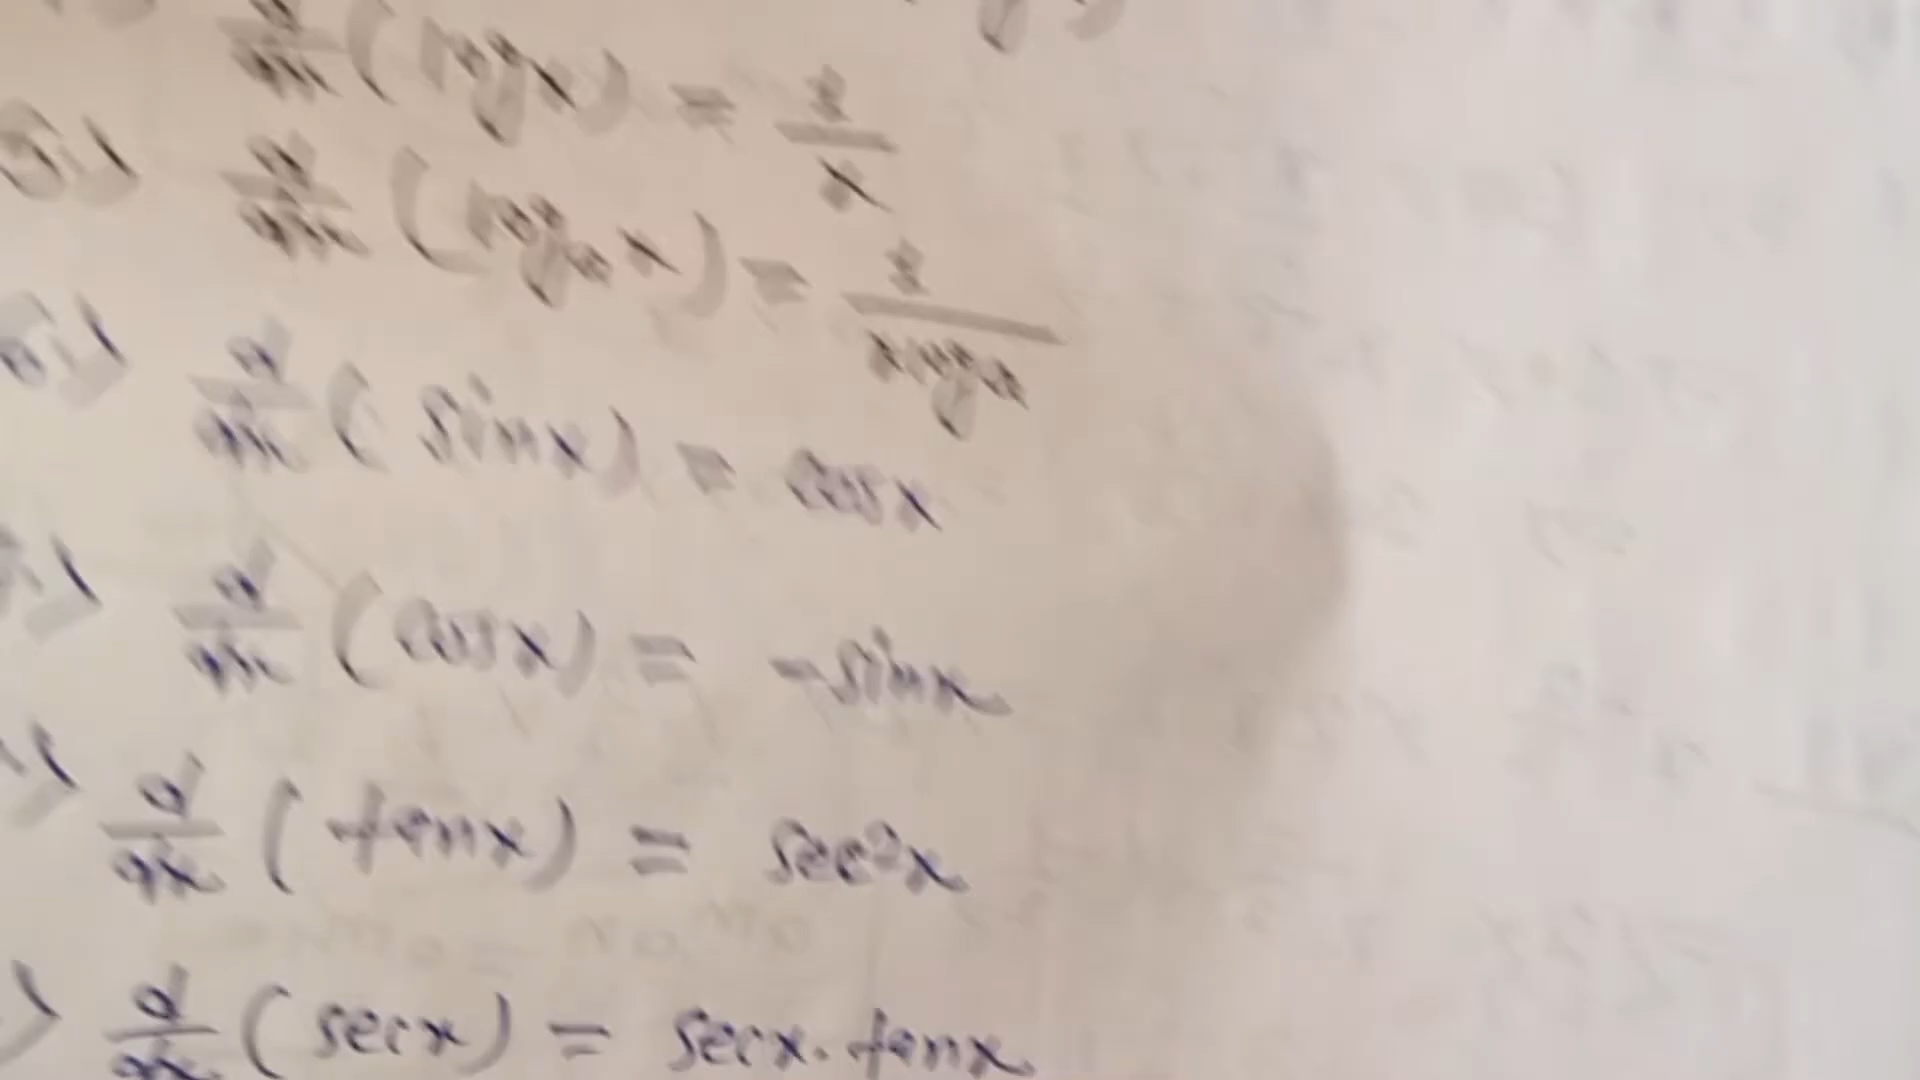 d/dx (logx) = 1/x
d/dx (logₐ x) = 1/(xloga)
d/dx (sinx) = cosx
d/dx (cosx) = -sinx
d/dx (tanx) = sec²x
d/dx (secx) = secx.tanx